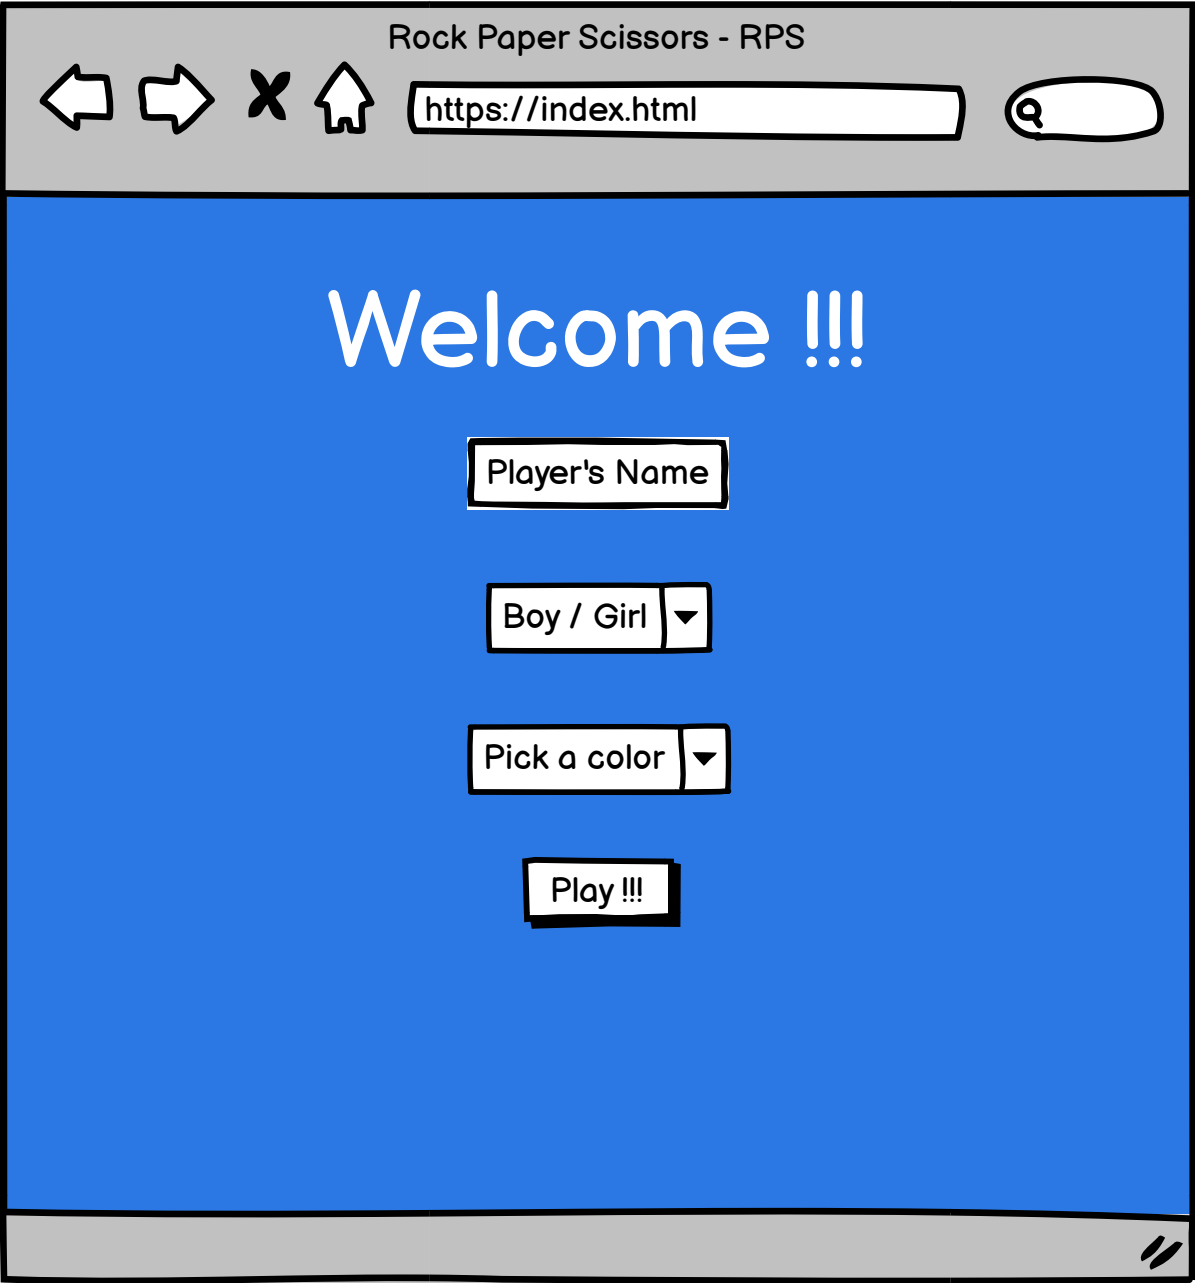 Rock Paper Scissors - RPS
https://index.html
Welcome !!!
Player's Name
Boy / Girl
Pick a color
Play !!!